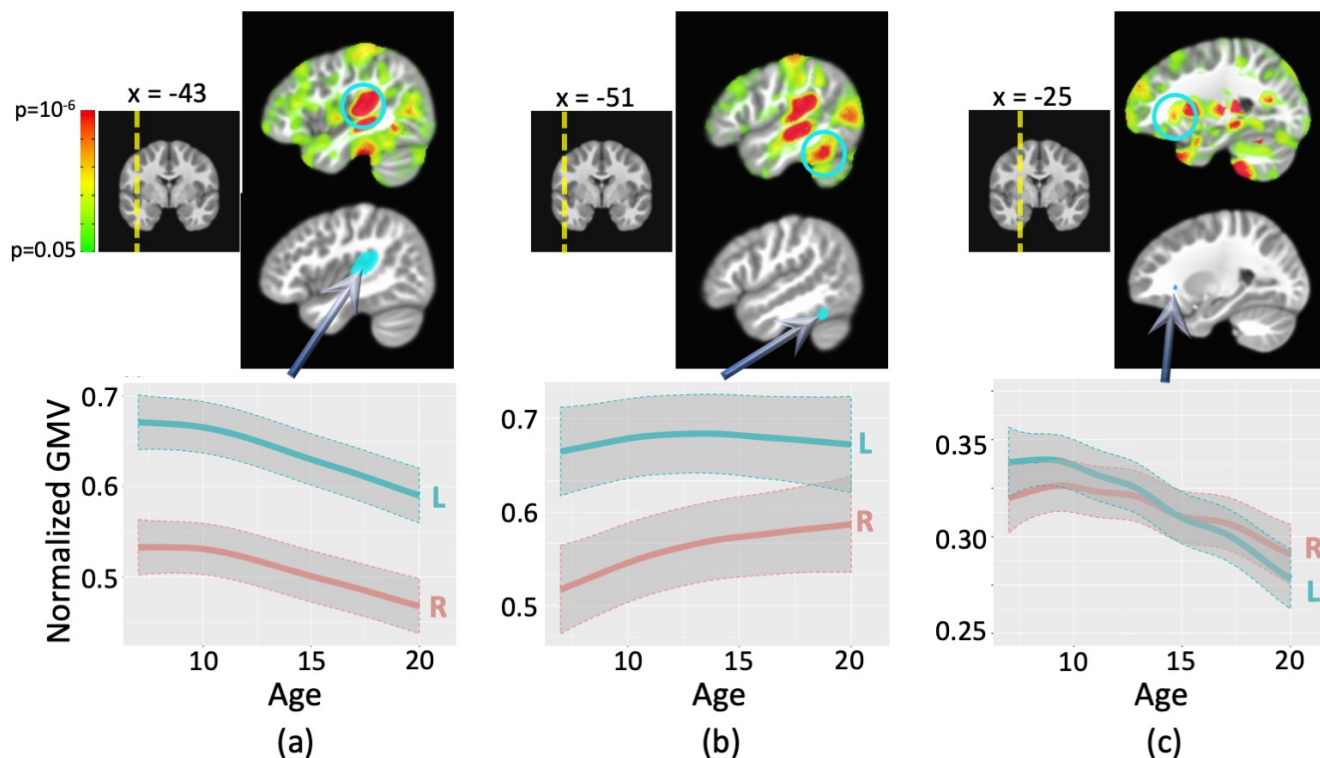 x = -43
p=10-6
p=0.05
x = -51
x = -25
Normalized GMV
0.7
0.6
0.5
L
R
10
15
20
Age
(a)
0.7
0.6
0.5
L
R
10
15
20
Age
(b)
0.35
0.30
0.25
R
L
10
15
20
Age
(c)